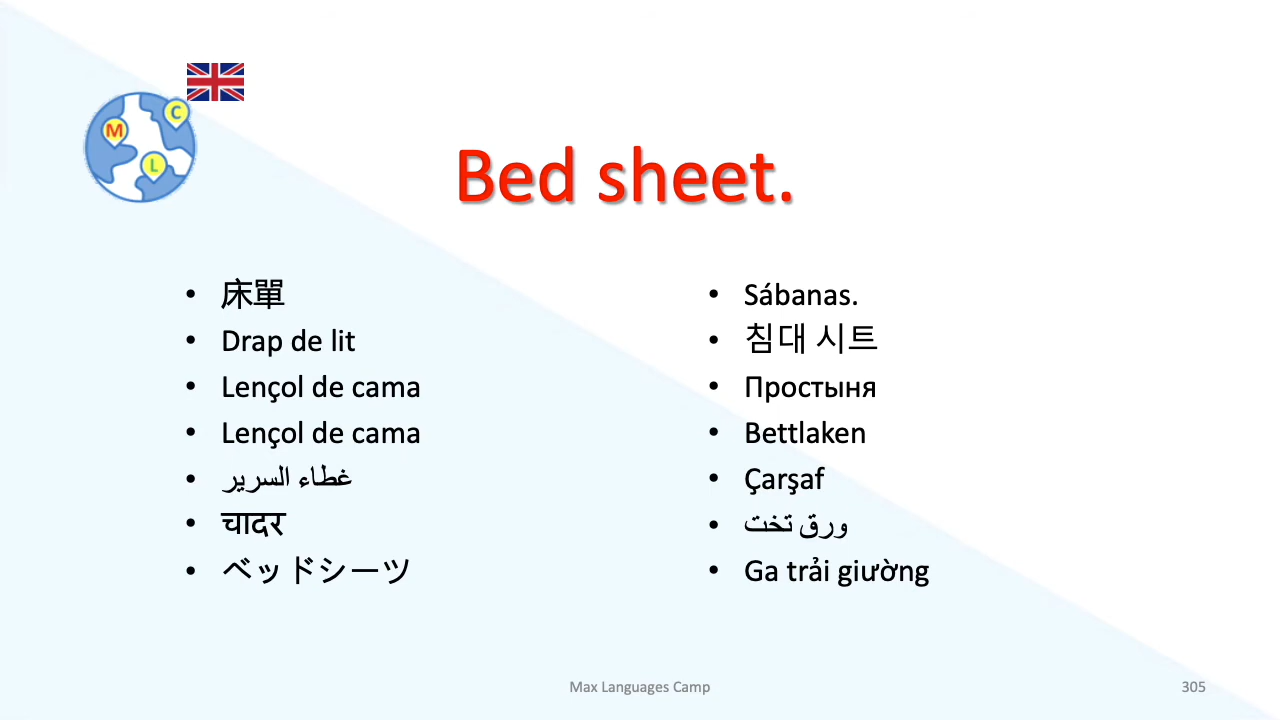 M
C
L
Bed sheet.
床單
Drap de lit
Lençol de cama
Lençol de cama
غطاء السرير
चादर
ベッドシーツ
Sábanas.
침대 시트
Простыня
Bettlaken
Çarşaf
ورق تخت
Ga trải giường
Max Languages Camp
305